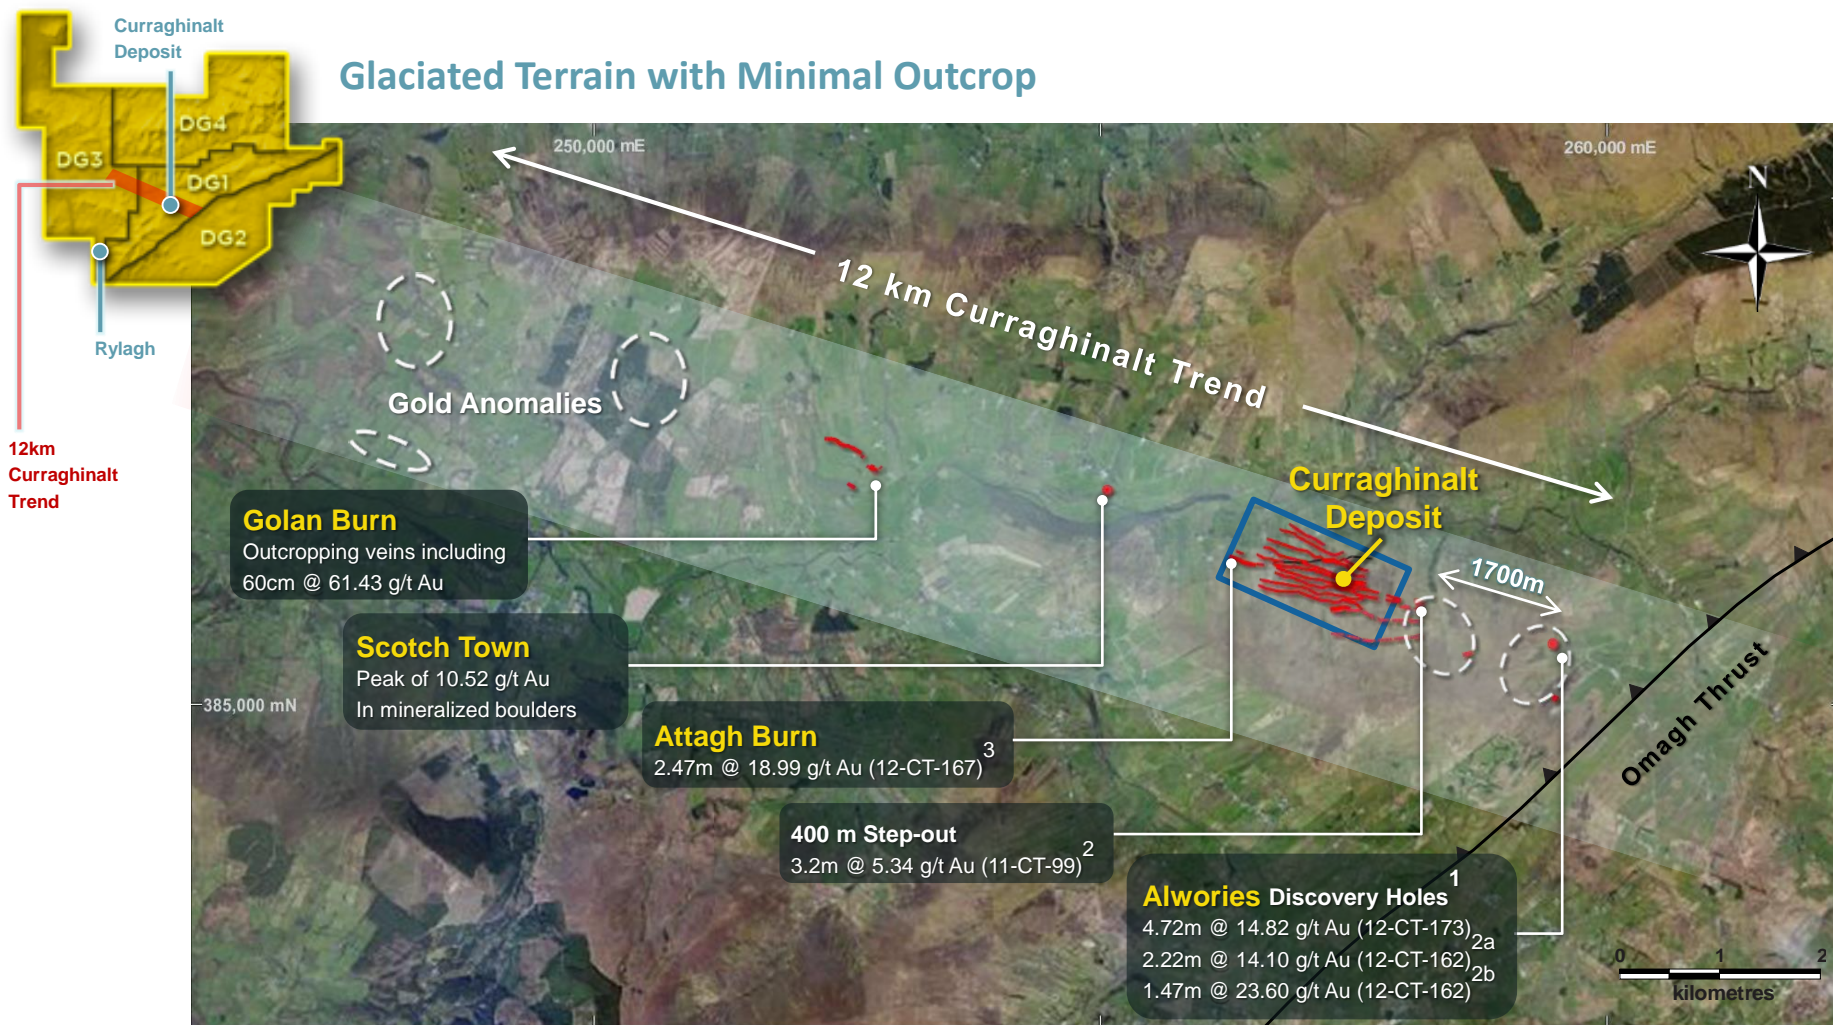 Curraghinalt
Deposit
Glaciated Terrain with Minimal Outcrop
DG4
DG3
DG1
DG2
Rylagh
12km
Curraghinalt
Trend
250,000 mE
260,000 mE
N
12 km Curraghinalt Trend
Gold Anomalies
Curraghinalt
Deposit
1700m
Omagh Thrust
385,000 mN
Golan Burn
Outcropping veins including
60cm @ 61.43 g/t Au
Scotch Town
Peak of 10.52 g/t Au
In mineralized boulders
Attagh Burn
2.47m @ 18.99 g/t Au (12-CT-167)3
400 m Step-out
3.2m @ 5.34 g/t Au (11-CT-99)2
Alwories Discovery Holes1
4.72m @ 14.82 g/t Au (12-CT-173)
2.22m @ 14.10 g/t Au (12-CT-162)2a
1.47m @ 23.60 g/t Au (12-CT-162)2b
0 1 2
kilometres